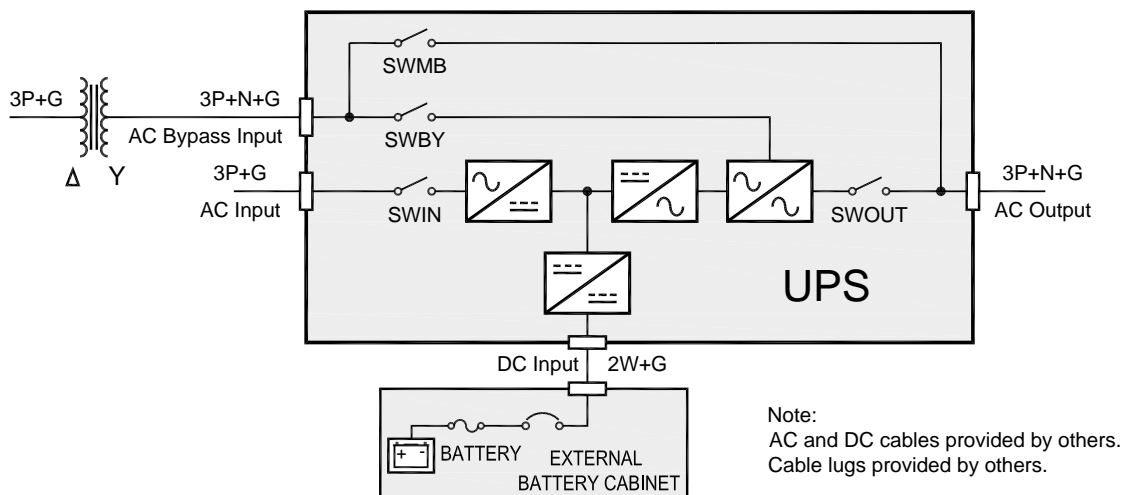 SWMB
3P+G
3P+N+G
AC Bypass Input
SWBY
Δ Y
3P+G
AC Input
SWIN
SWOUT
3P+N+G
AC Output
UPS
DC Input 2W+G
BATTERY
EXTERNAL
BATTERY CABINET
Note:
AC and DC cables provided by others.
Cable lugs provided by others.